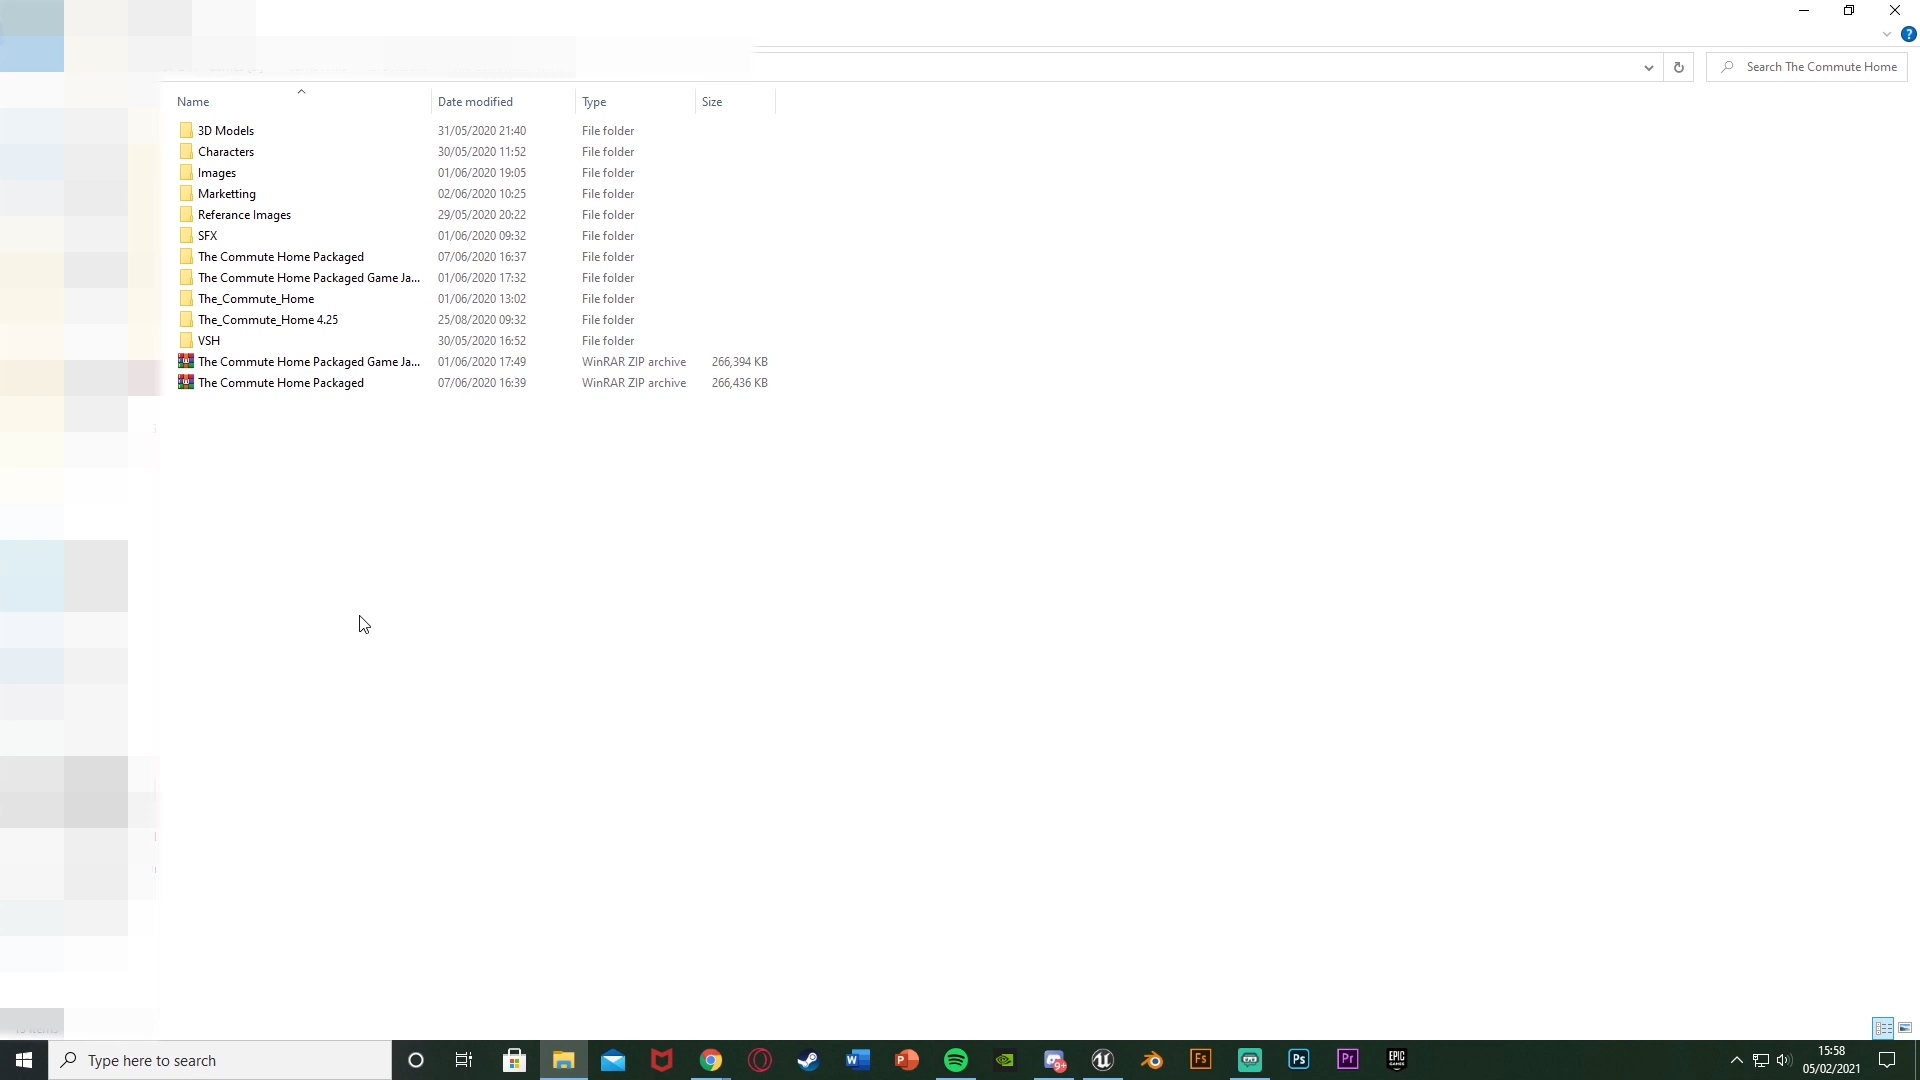 Search The Commute Home
Name Date modified Type Size
3D Models 31/05/2020 21:40 File folder
Characters 30/05/2020 11:52 File folder
Images 01/06/2020 19:05 File folder
Marketting 02/06/2020 10:25 File folder
Referance Images 29/05/2020 20:22 File folder
SFX 01/06/2020 09:32 File folder
The Commute Home Packaged 07/06/2020 16:37 File folder
The Commute Home Packaged Game Ja... 01/06/2020 17:32 File folder
The_Commute_Home 01/06/2020 13:02 File folder
The_Commute_Home 4.25 25/08/2020 09:32 File folder
VSH 30/05/2020 16:52 File folder
The Commute Home Packaged Game Ja... 01/06/2020 17:49 WinRAR ZIP archive 266,394 KB
The Commute Home Packaged 07/06/2020 16:39 WinRAR ZIP archive 266,436 KB
Type here to search
W P 9+ Fs Ps Pr EPIC GAMES
15:58
05/02/2021